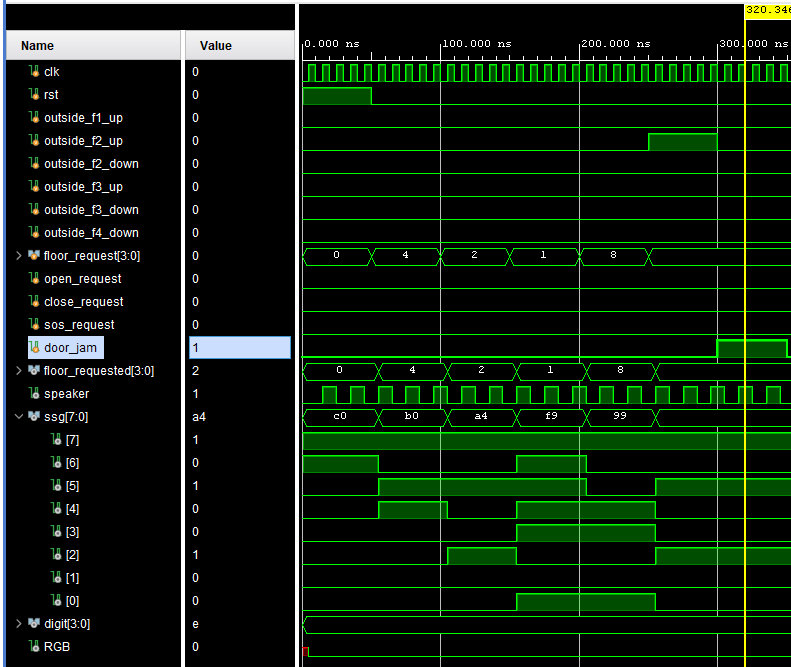 320.34
Name Value
0.000 ns 100.000 ns 200.000 ns 300.000 ns
clk 0
rst 0
outside_f1_up 0
outside_f2_up 0
outside_f2_down 0
outside_f3_up 0
outside_f3_down 0
outside_f4_down 0
floor_request[3:0] 0 0 4 2 1 8
open_request 0
close_request 0
sos_request 0
door_jam 1
floor_requested[3:0] 2 0 4 2 1 8
speaker 1
ssg[7:0] a4 c0 b0 a4 f9 99
[7] 1
[6] 0
[5] 1
[4] 0
[3] 0
[2] 1
[1] 0
[0] 0
digit[3:0] e
RGB 0